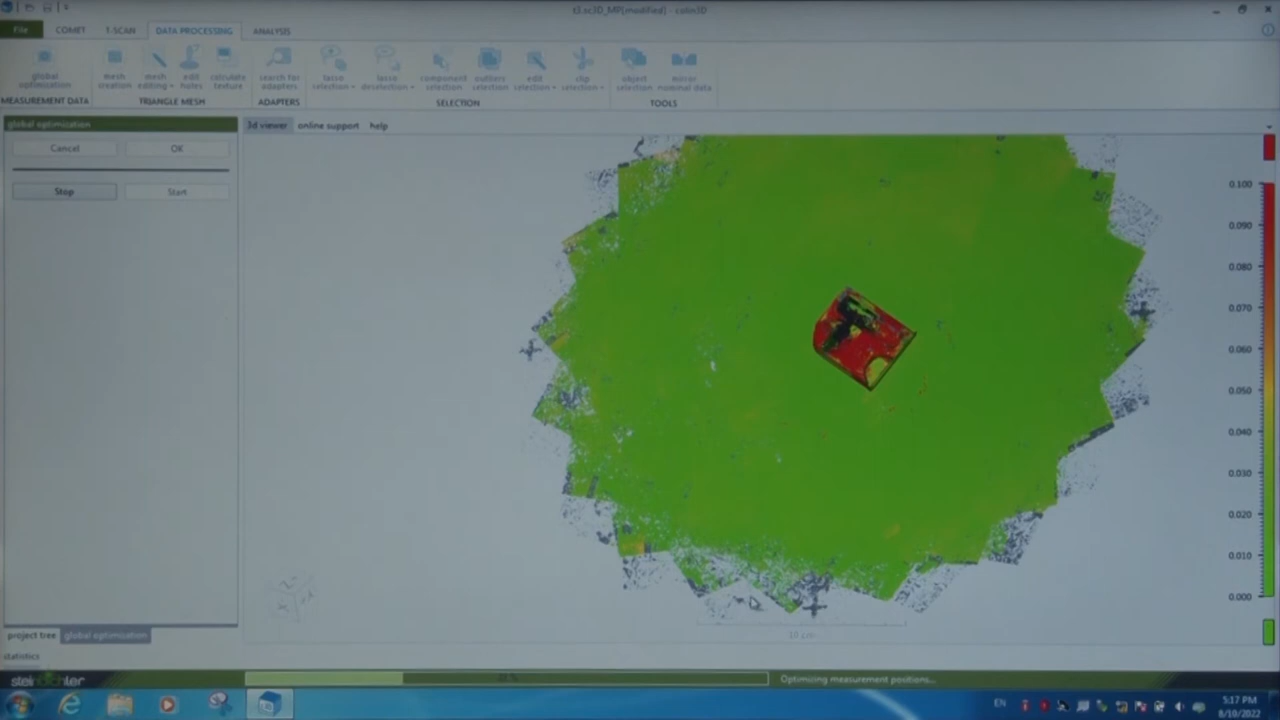 t3.sc3D_MP[modified] - colin3D
File COMET T-SCAN DATA PROCESSING ANALYSIS
global optimization
mesh creation
mesh editing
edit holes
calculate texture
search for adapters
lasso selection
lasso deselection
component selection
outliers selection
edit selection
clip selection
object selection
mirror nominal data
MEASUREMENT DATA TRIANGLE MESH ADAPTERS SELECTION TOOLS
global optimization
3d viewer online support help
Cancel OK
Stop Start
0.100
0.090
0.080
0.070
0.060
0.050
0.040
0.030
0.020
0.010
0.000
10 cm
project tree global optimization
statistics
Optimizing measurement positions...
EN
5:17 PM
8/10/2022